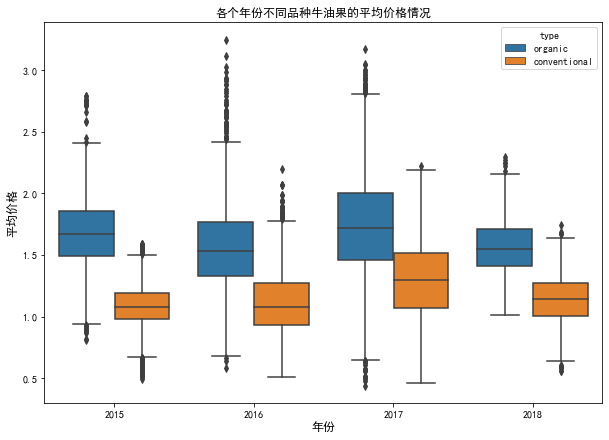 各个年份不同品种牛油果的平均价格情况
type
organic
conventional
平均价格
3.0
2.5
2.0
1.5
1.0
0.5
2015
2016
2017
2018
年份